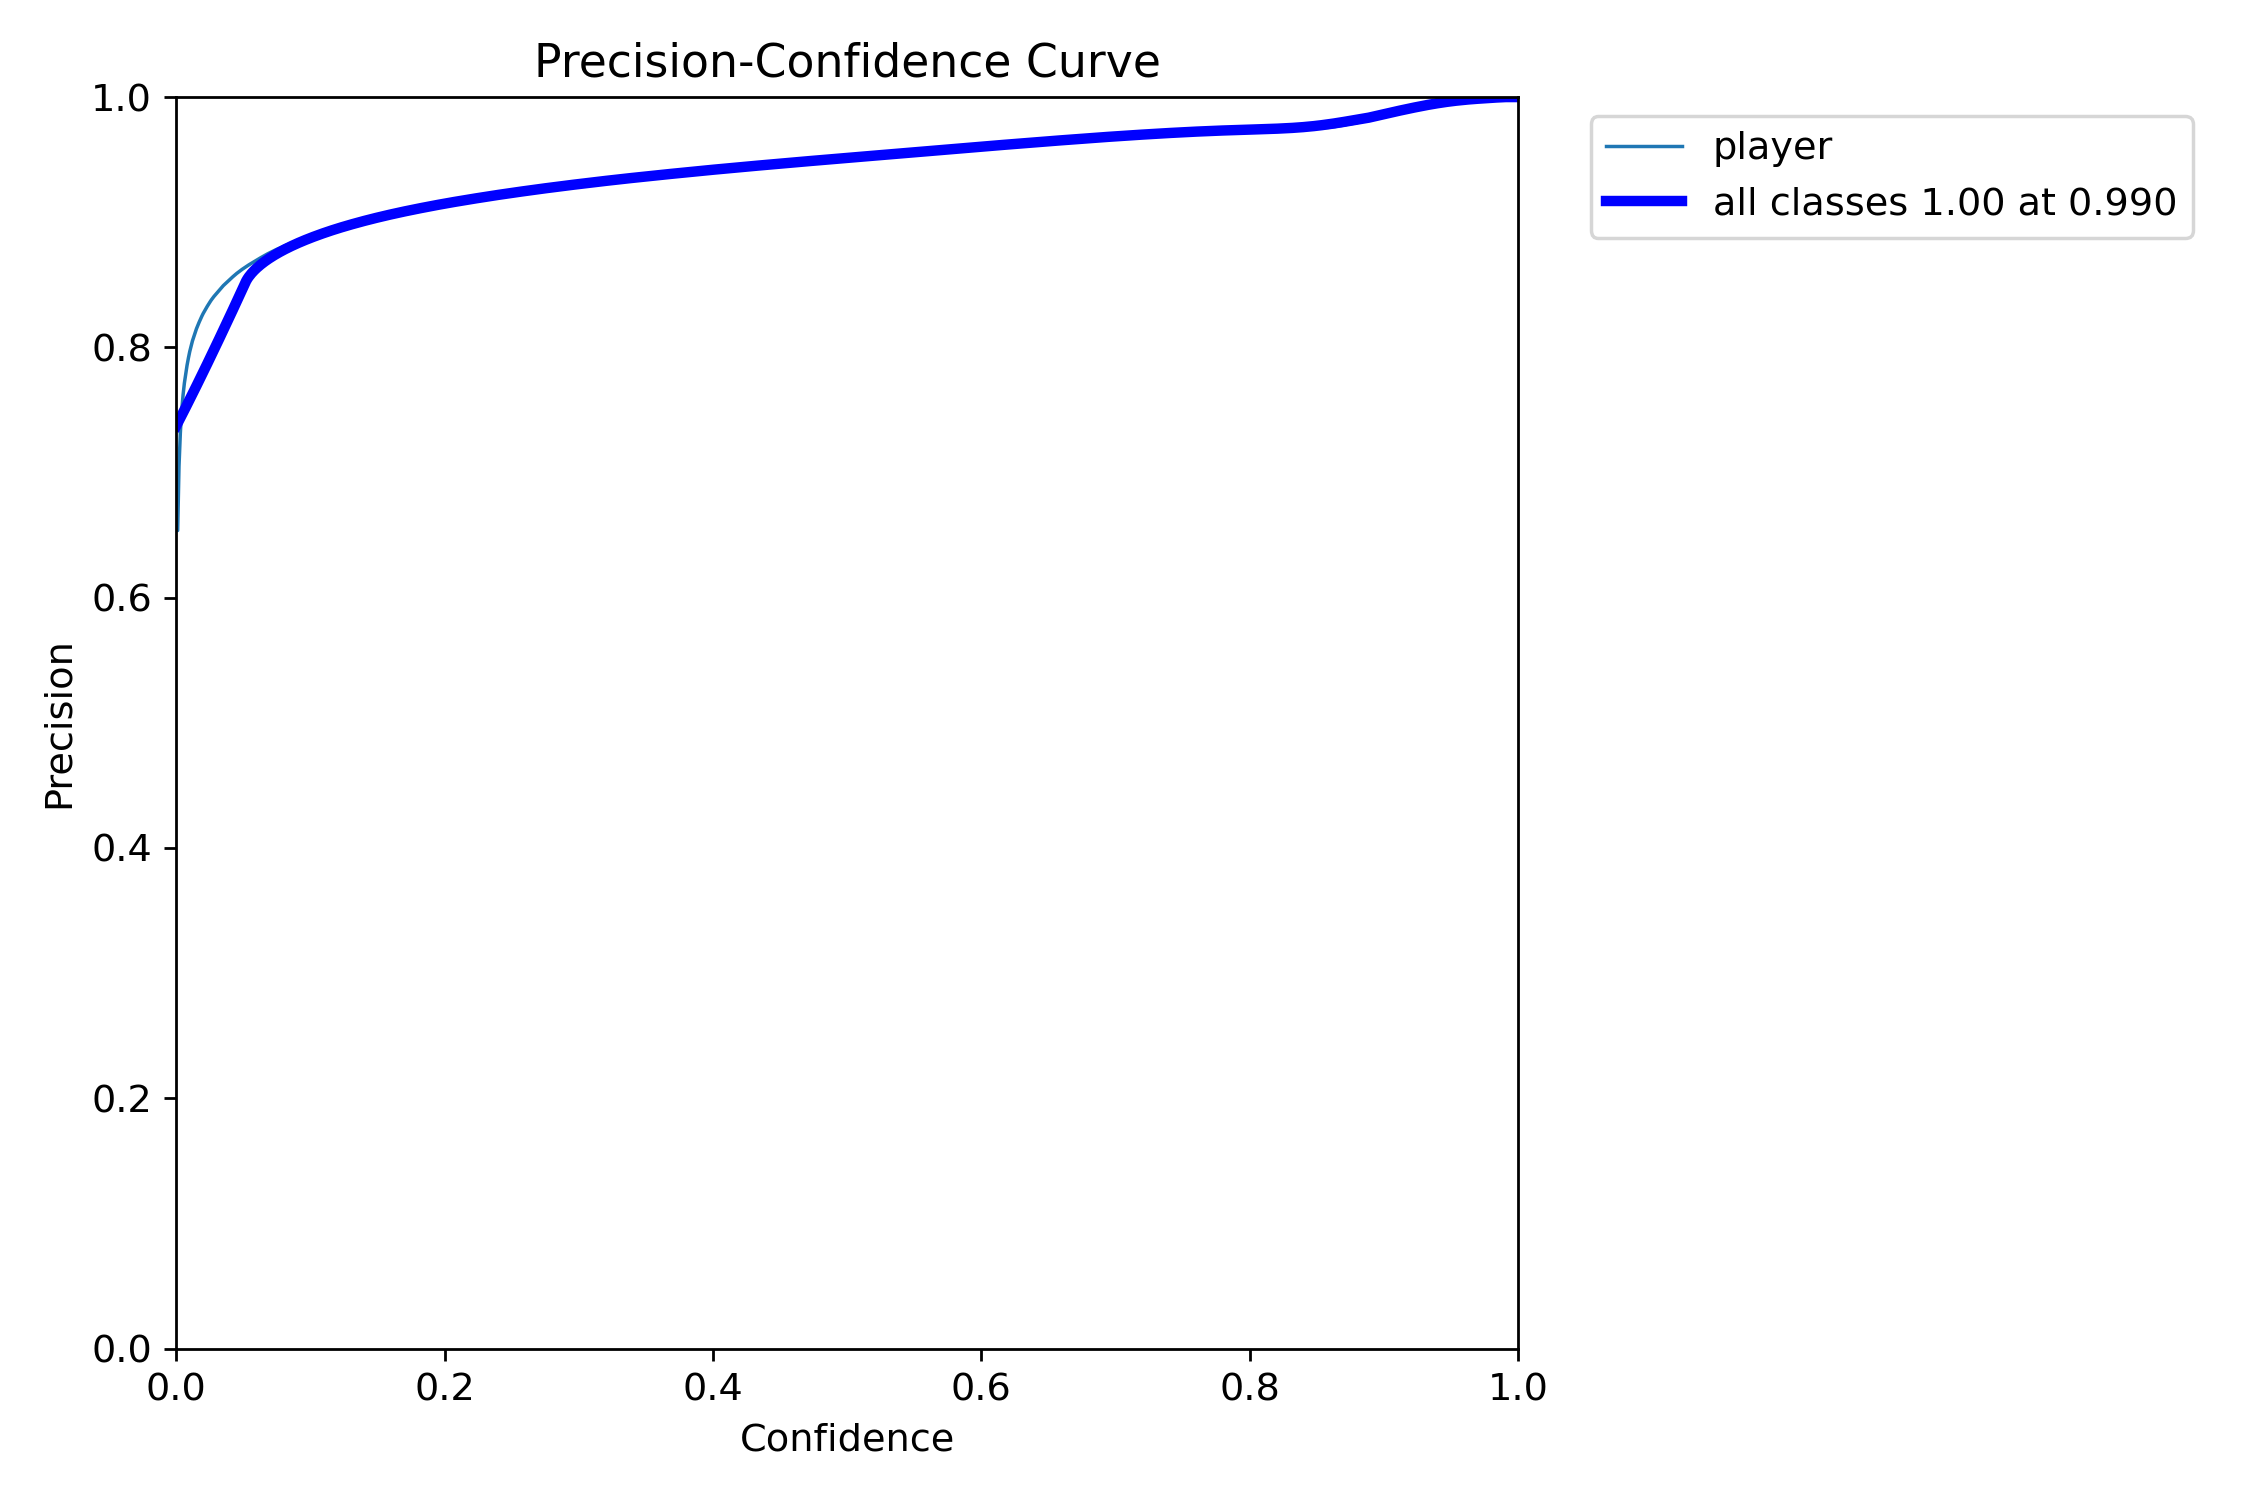 Precision-Confidence Curve
player
all classes 1.00 at 0.990
Precision
1.0
0.8
0.6
0.4
0.2
0.0
0.0 0.2 0.4 0.6 0.8 1.0
Confidence